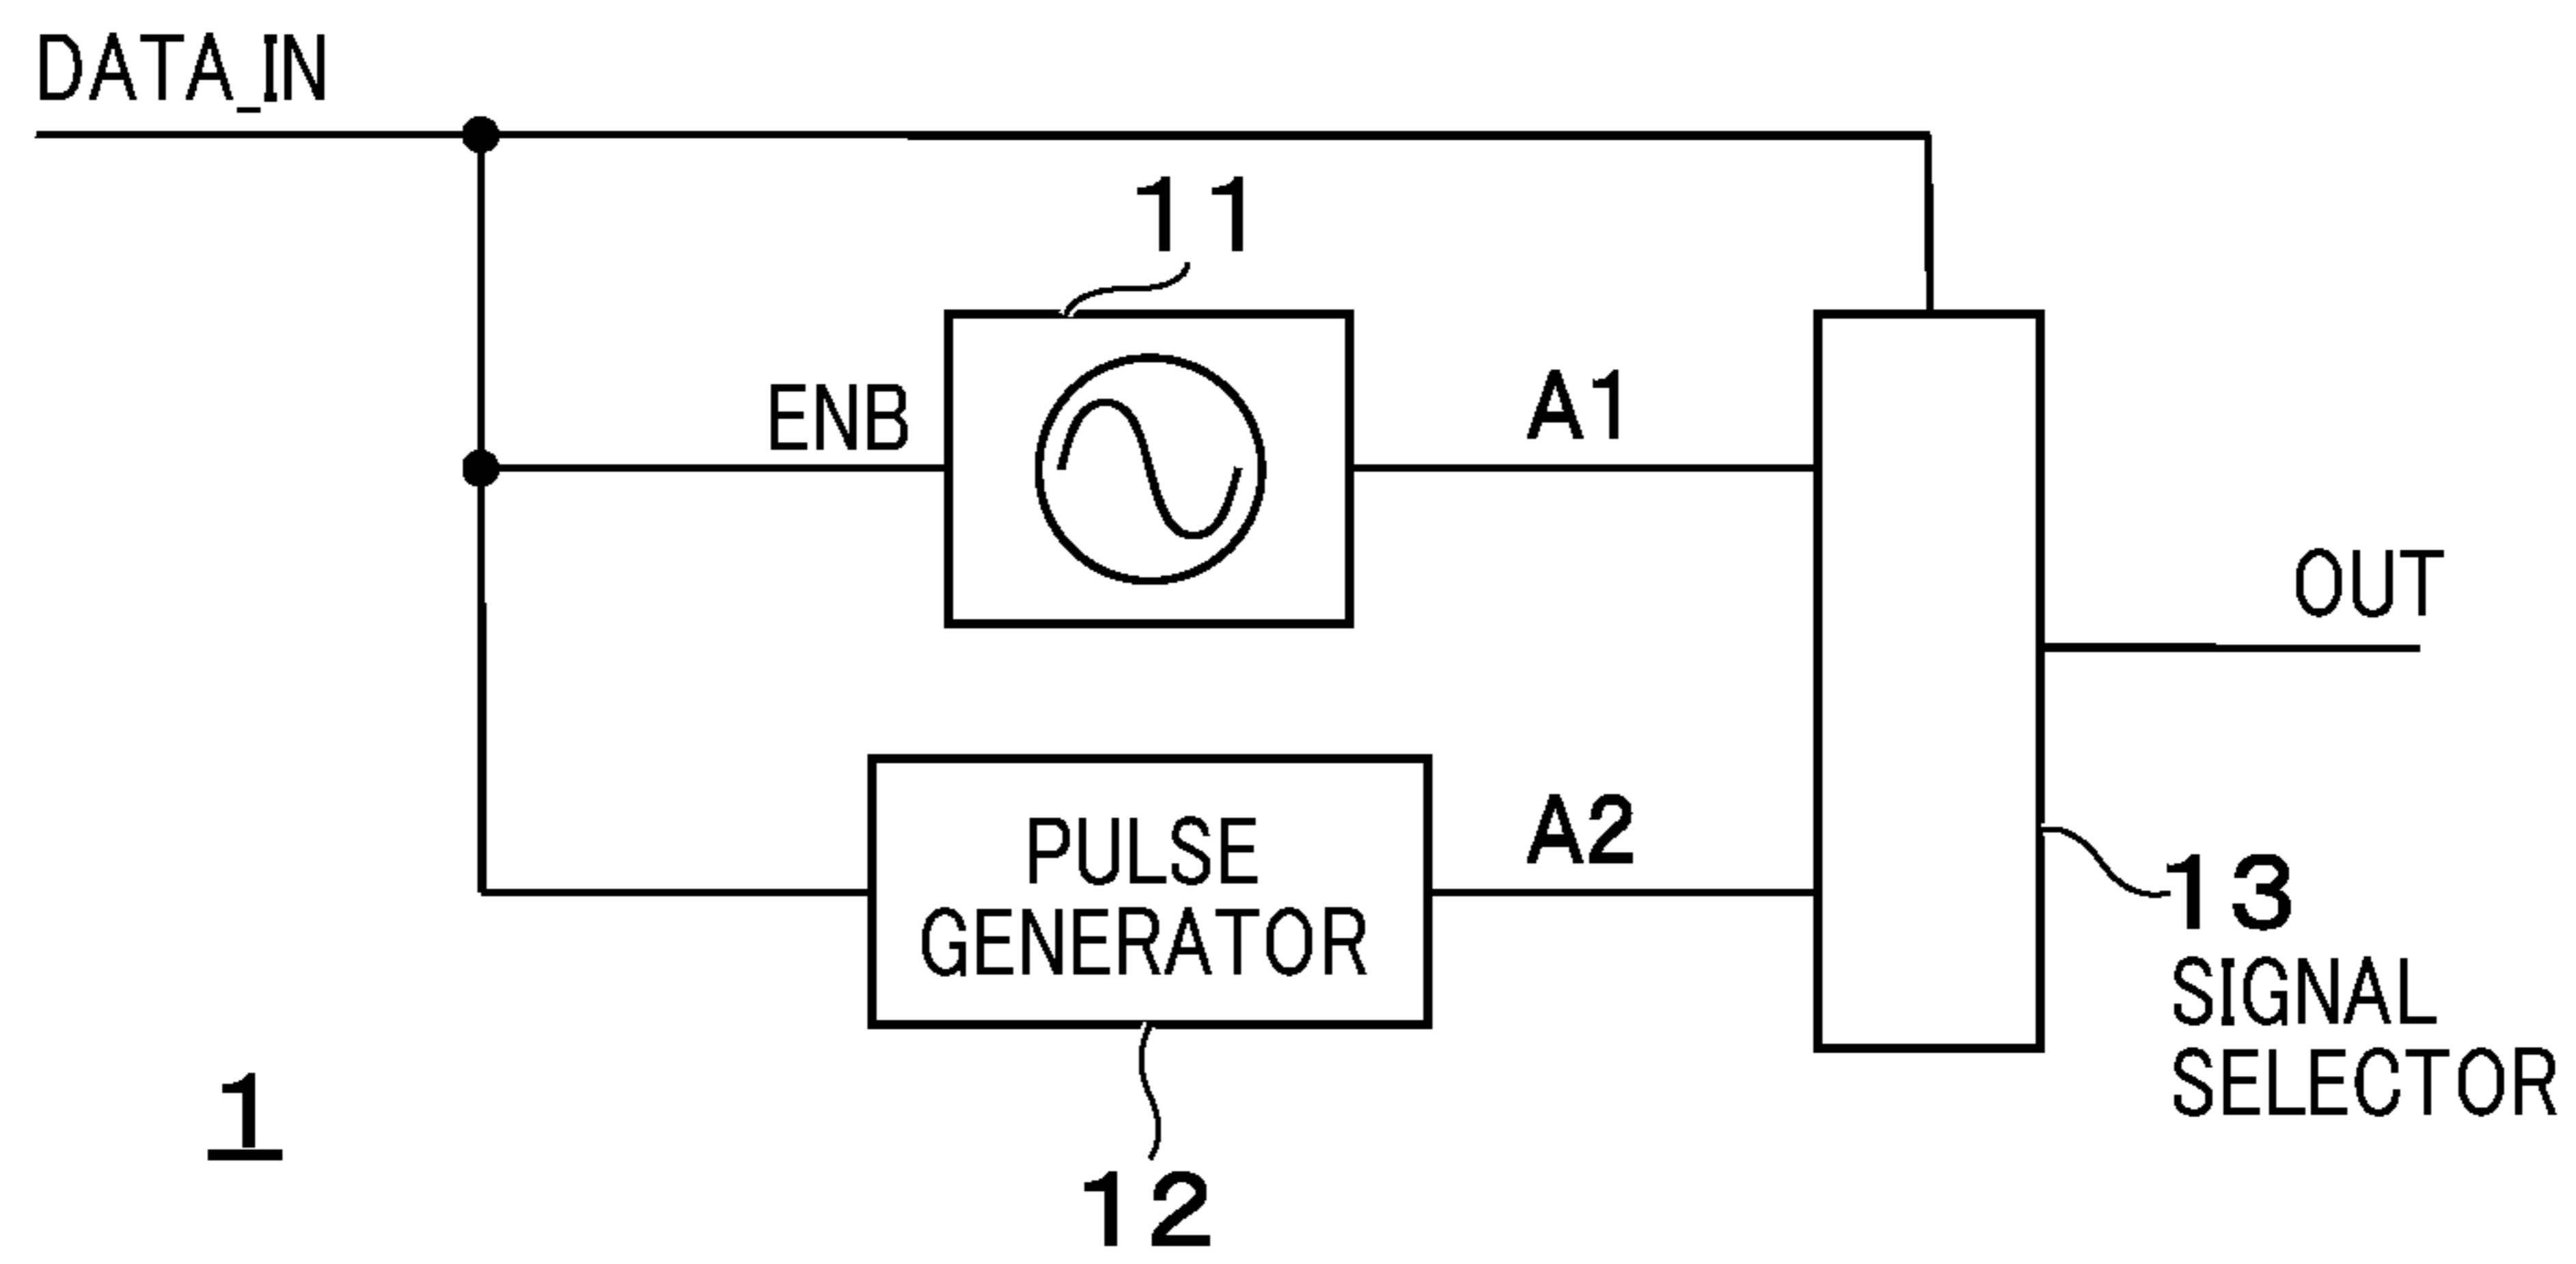 DATA_IN
11
ENB
A1
OUT
PULSE
GENERATOR
A2
13
SIGNAL
SELECTOR
1
12